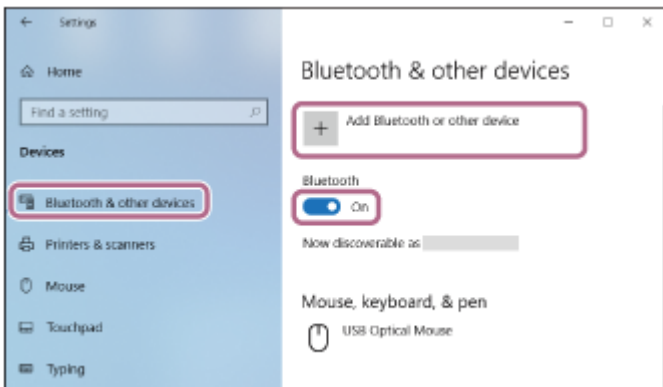 Settings
Home
Find a setting
Devices
Bluetooth & other devices
Printers & scanners
Mouse
Touchpad
Typing
Bluetooth & other devices
Add Bluetooth or other device
Bluetooth
On
Now discoverable as
Mouse, keyboard, & pen
USB Optical Mouse